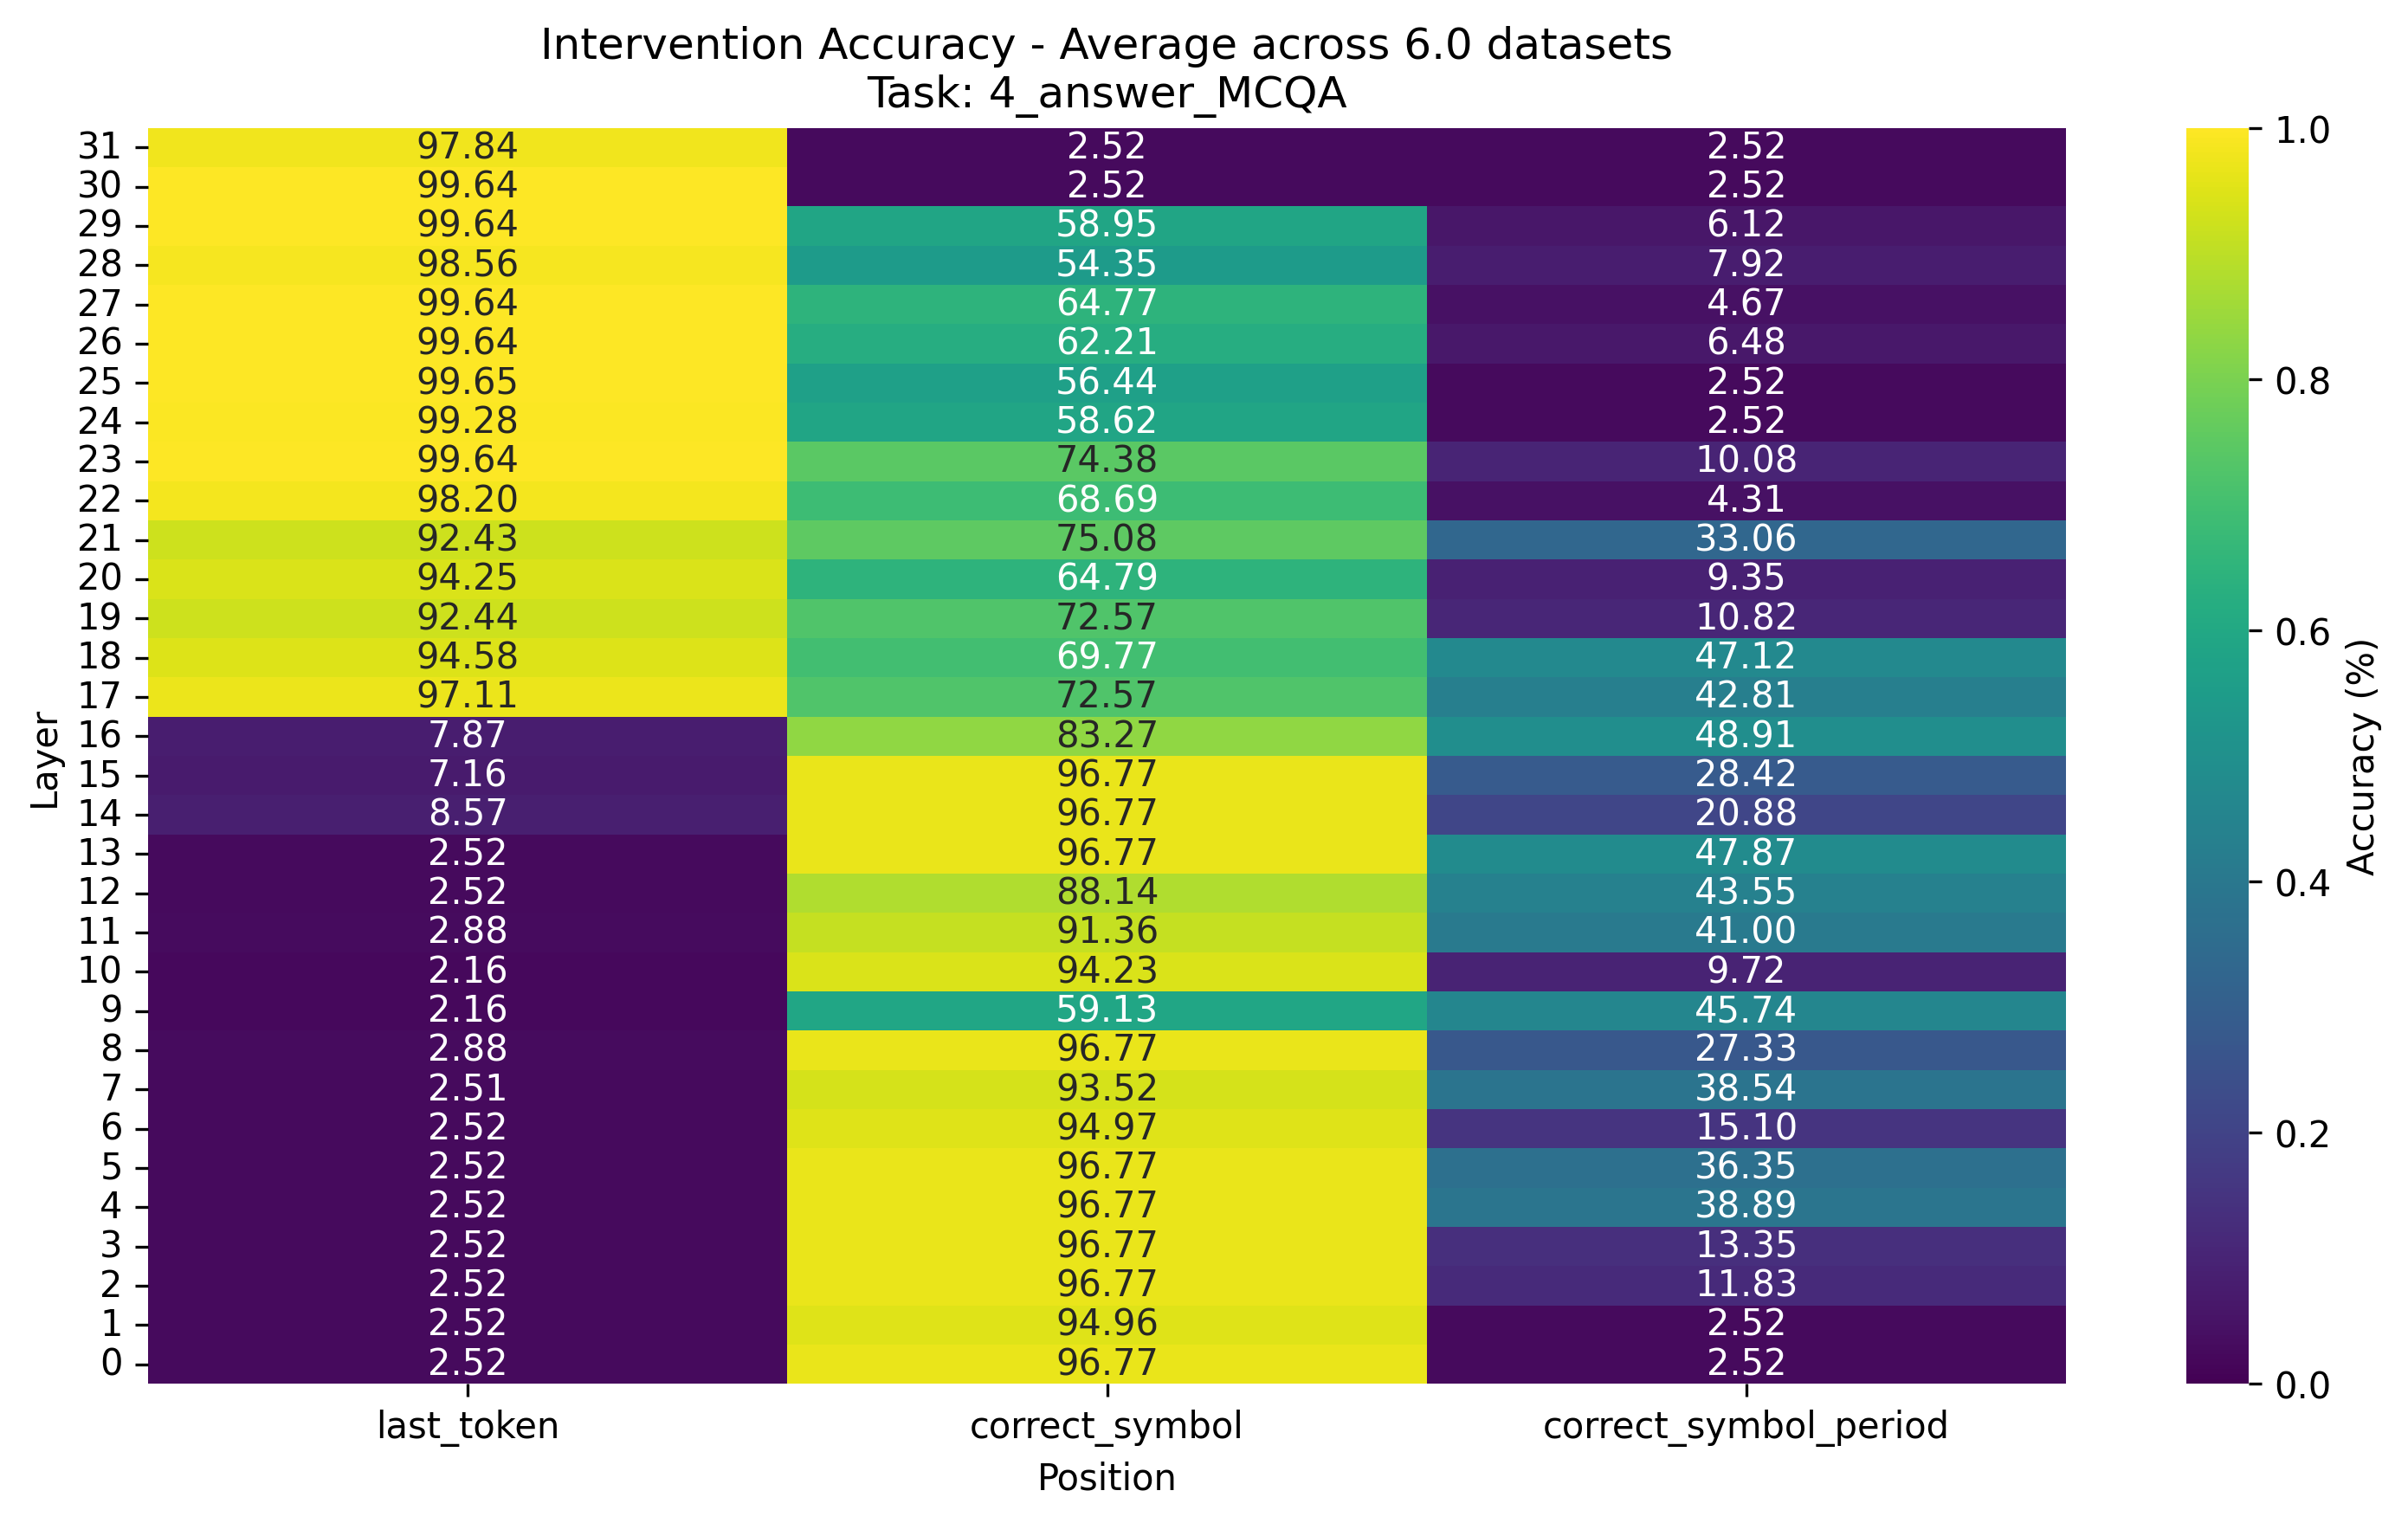 Intervention Accuracy - Average across 6.0 datasets
Task: 4_answer_MCQA
31 97.84 2.52 2.52 1.0
30 99.64 2.52 2.52
29 99.64 58.95 6.12
28 98.56 54.35 7.92
27 99.64 64.77 4.67
26 99.64 62.21 6.48
25 99.65 56.44 2.52 0.8
24 99.28 58.62 2.52
23 99.64 74.38 10.08
22 98.20 68.69 4.31
21 92.43 75.08 33.06
20 94.25 64.79 9.35
19 92.44 72.57 10.82
18 94.58 69.77 47.12 0.6
17 97.11 72.57 42.81
16 7.87 83.27 48.91
15 7.16 96.77 28.42
14 8.57 96.77 20.88
13 2.52 96.77 47.87
12 2.52 88.14 43.55 0.4
11 2.88 91.36 41.00
10 2.16 94.23 9.72
9 2.16 59.13 45.74
8 2.88 96.77 27.33
7 2.51 93.52 38.54
6 2.52 94.97 15.10 0.2
5 2.52 96.77 36.35
4 2.52 96.77 38.89
3 2.52 96.77 13.35
2 2.52 96.77 11.83
1 2.52 94.96 2.52
0 2.52 96.77 2.52 0.0
Layer
Accuracy (%)
last_token correct_symbol correct_symbol_period
Position